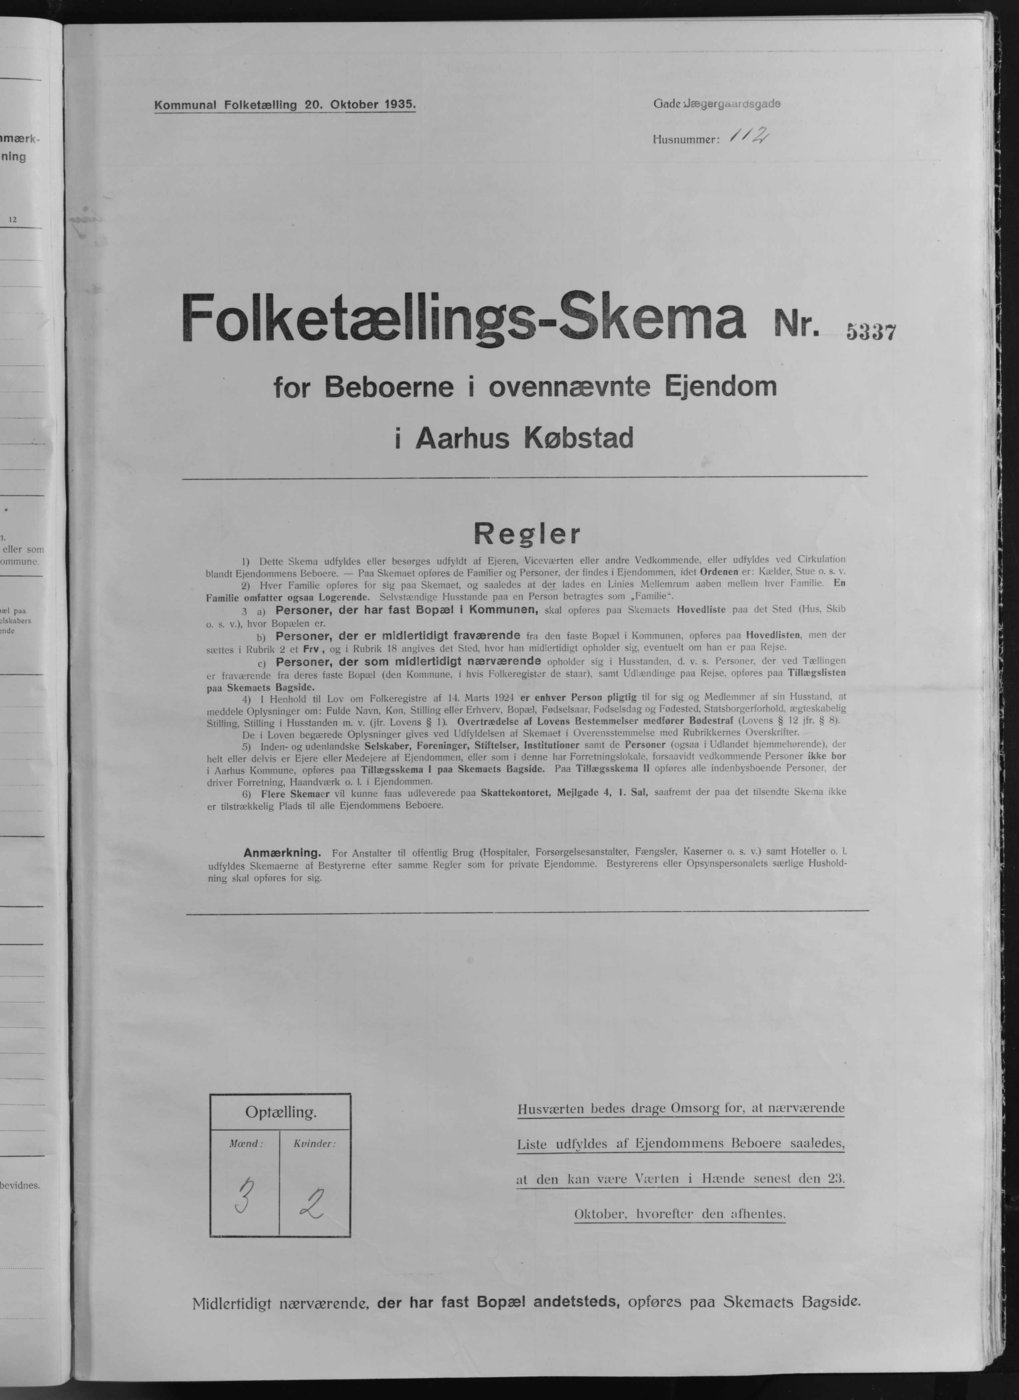 nmærk-
ning
12
*
n.
eller som
ommune.
æl paa
elskabers
ende
bevidnes.
Kommunal Folketælling 20. Oktober 1935.
Gade: Jægergaardsgade
Husnummer: 112
Folketællings-Skema Nr. 5337
for Beboerne i ovennævnte Ejendom
i Aarhus Købstad
Regler
1) Dette Skema udfyldes eller besørges udfyldt af Ejeren, Viceværten eller andre Vedkommende, eller udfyldes ved Cirkulation
blandt Ejendommens Beboere. — Paa Skemaet opføres de Familier og Personer, der findes i Ejendommen, idet Ordenen er: Kælder, Stue o. s. v.
2) Hver Familie opføres for sig paa Skemaet, og saaledes at der lades en Linies Mellemrum aaben mellem hver Familie. En
Familie omfatter ogsaa Logerende. Selvstændige Husstande paa en Person betragtes som „Familie“.
3 a) Personer, der har fast Bopæl i Kommunen, skal opføres paa Skemaets Hovedliste paa det Sted (Hus, Skib
o. s. v.), hvor Bopælen er.
b) Personer, der er midlertidigt fraværende fra den faste Bopæl i Kommunen, opføres paa Hovedlisten, men der
sættes i Rubrik 2 et Frv., og i Rubrik 18 angives det Sted, hvor han midlertidigt opholder sig, eventuelt om han er paa Rejse.
c) Personer, der som midlertidigt nærværende opholder sig i Husstanden, d. v. s. Personer, der ved Tællingen
er fraværende fra deres faste Bopæl (den Kommune, i hvis Folkeregister de staar), samt Udlændinge paa Rejse, opføres paa Tillægslisten
paa Skemaets Bagside.
4) I Henhold til Lov om Folkeregistre af 14. Marts 1924 er enhver Person pligtig til for sig og Medlemmer af sin Husstand, at
meddele Oplysninger om: Fulde Navn, Køn, Stilling eller Erhverv, Bopæl, Fødselsaar, Fødselsdag og Fødested, Statsborgerforhold, ægteskabelig
Stilling, Stilling i Husstanden m. v. (jfr. Lovens § 1). Overtrædelse af Lovens Bestemmelser medfører Bødestraf (Lovens § 12 jfr. § 8).
De i Loven begærede Oplysninger gives ved Udfyldelsen af Skemaet i Overensstemmelse med Rubrikkernes Overskrifter.
5) Inden- og udenlandske Selskaber, Foreninger, Stiftelser, Institutioner samt de Personer (ogsaa i Udlandet hjemmehørende), der
helt eller delvis er Ejere eller Medejere af Ejendommen, eller som i denne har Forretningslokale, forsaavidt vedkommende Personer ikke bor
i Aarhus Kommune, opføres paa Tillægsskema I paa Skemaets Bagside. Paa Tillægsskema II opføres alle indenbysboende Personer, der
driver Forretning, Haandværk o. l. i Ejendommen.
6) Flere Skemaer vil kunne faas udleverede paa Skattekontoret, Mejlgade 4, 1. Sal, saafremt der paa det tilsendte Skema ikke
er tilstrækkelig Plads til alle Ejendommens Beboere.
Anmærkning. For Anstalter til offentlig Brug (Hospitaler, Forsørgelsesanstalter, Fængsler, Kaserner o. s. v.) samt Hoteller o. l.
udfyldes Skemaerne af Bestyrerne efter samme Regler som for private Ejendomme. Bestyrerens eller Opsynspersonalets særlige Hushold-
ning skal opføres for sig.
Optælling.
Mænd: Kvinder:
3 2
Husværten bedes drage Omsorg for, at nærværende
Liste udfyldes af Ejendommens Beboere saaledes,
at den kan være Værten i Hænde senest den 23.
Oktober, hvorefter den afhentes.
Midlertidigt nærværende, der har fast Bopæl andetsteds, opføres paa Skemaets Bagside.